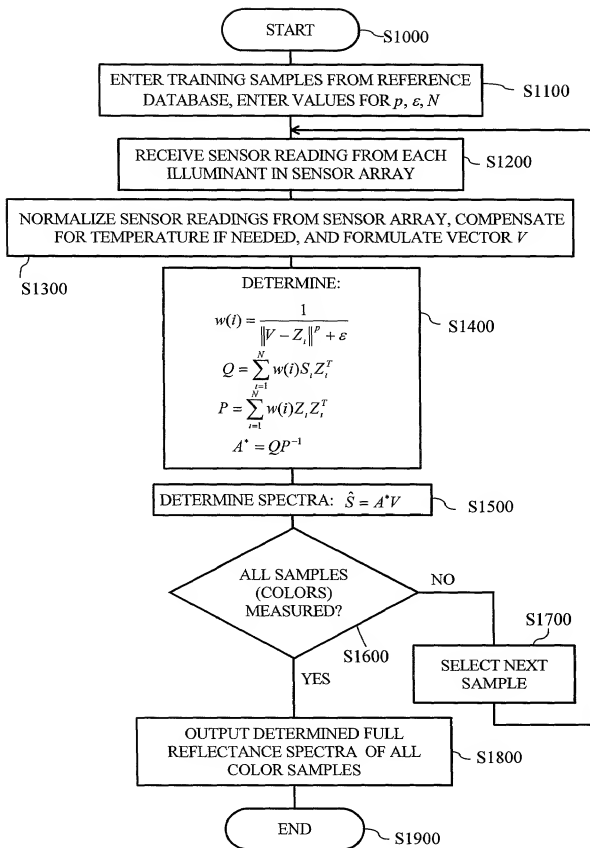 START
S1000
ENTER TRAINING SAMPLES FROM REFERENCE
DATABASE, ENTER VALUES FOR p, ε, N
S1100
RECEIVE SENSOR READING FROM EACH
ILLUMINANT IN SENSOR ARRAY
S1200
NORMALIZE SENSOR READINGS FROM SENSOR ARRAY, COMPENSATE
FOR TEMPERATURE IF NEEDED, AND FORMULATE VECTOR V
S1300
DETERMINE:
w(i) = 1 / (‖V − Z_i‖^p + ε)
Q = ∑_{i=1}^{N} w(i)S_i Z_i^T
P = ∑_{i=1}^{N} w(i)Z_i Z_i^T
A^* = QP^{-1}
S1400
DETERMINE SPECTRA: Ŝ = A^*V
S1500
ALL SAMPLES
(COLORS)
MEASURED?
S1600
NO
YES
S1700
SELECT NEXT
SAMPLE
OUTPUT DETERMINED FULL
REFLECTANCE SPECTRA OF ALL
COLOR SAMPLES
S1800
END
S1900